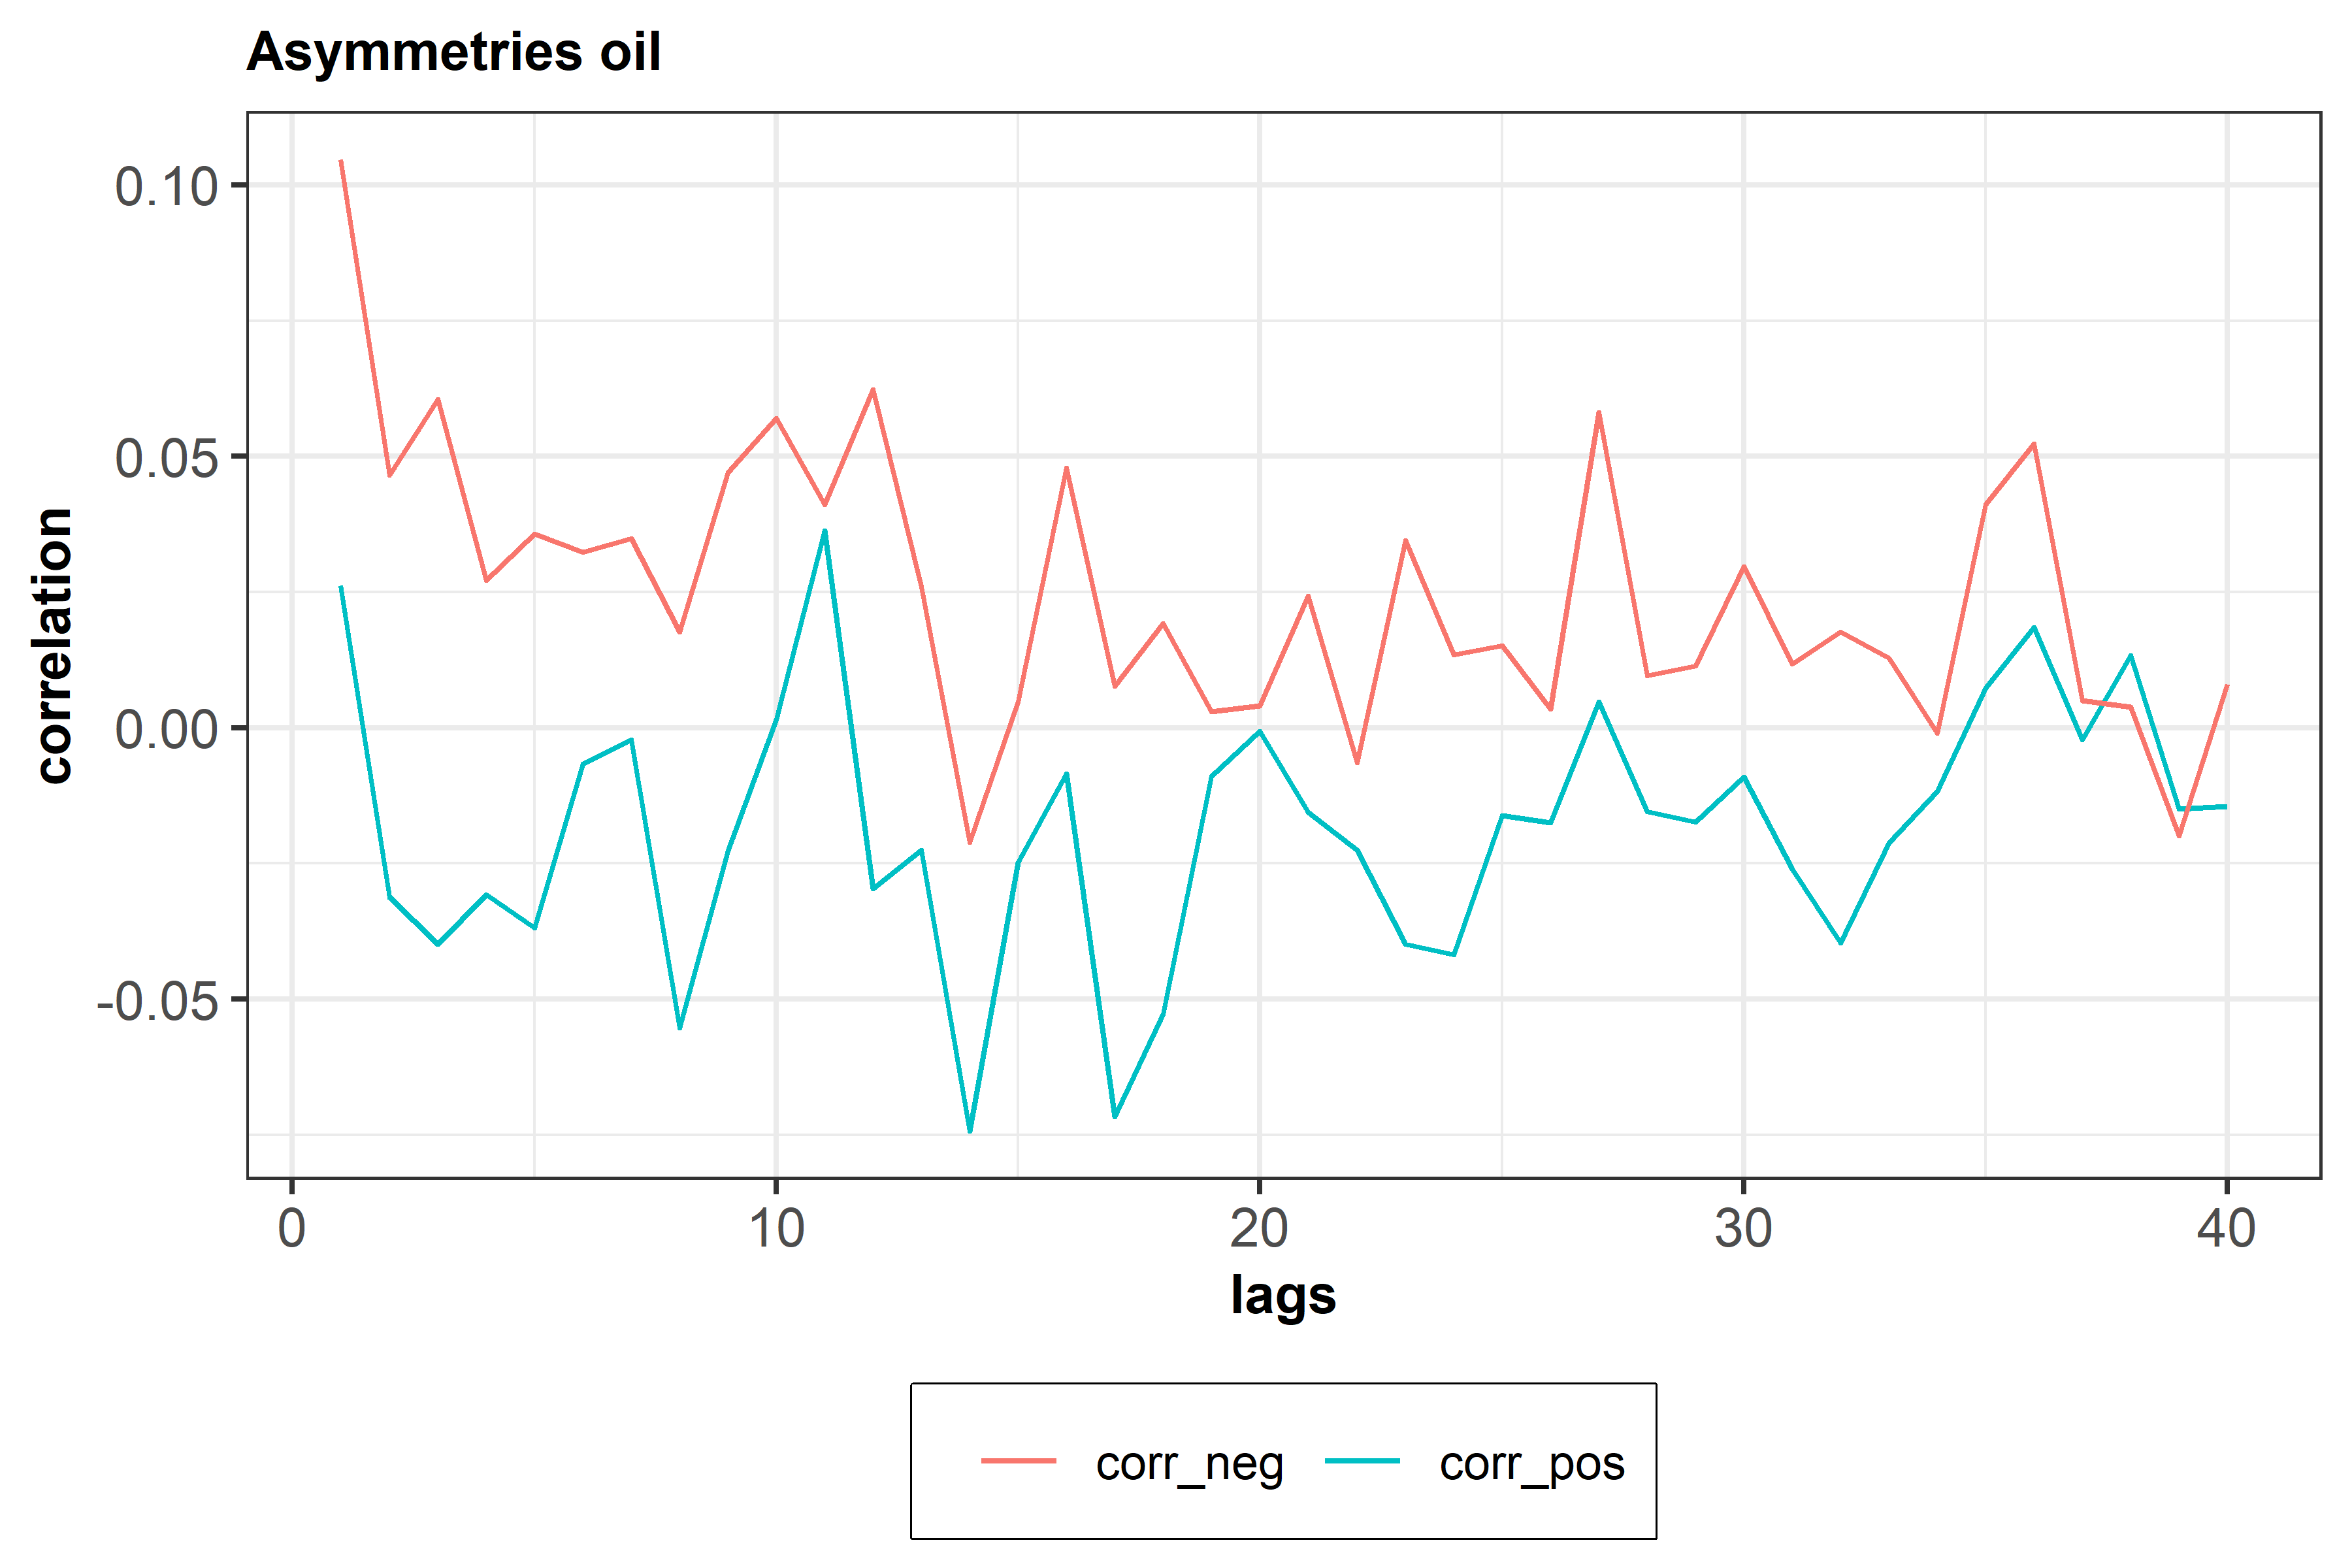 Asymmetries oil
0.10
0.05
0.00
-0.05
correlation
0 10 20 30 40
lags
corr_neg corr_pos